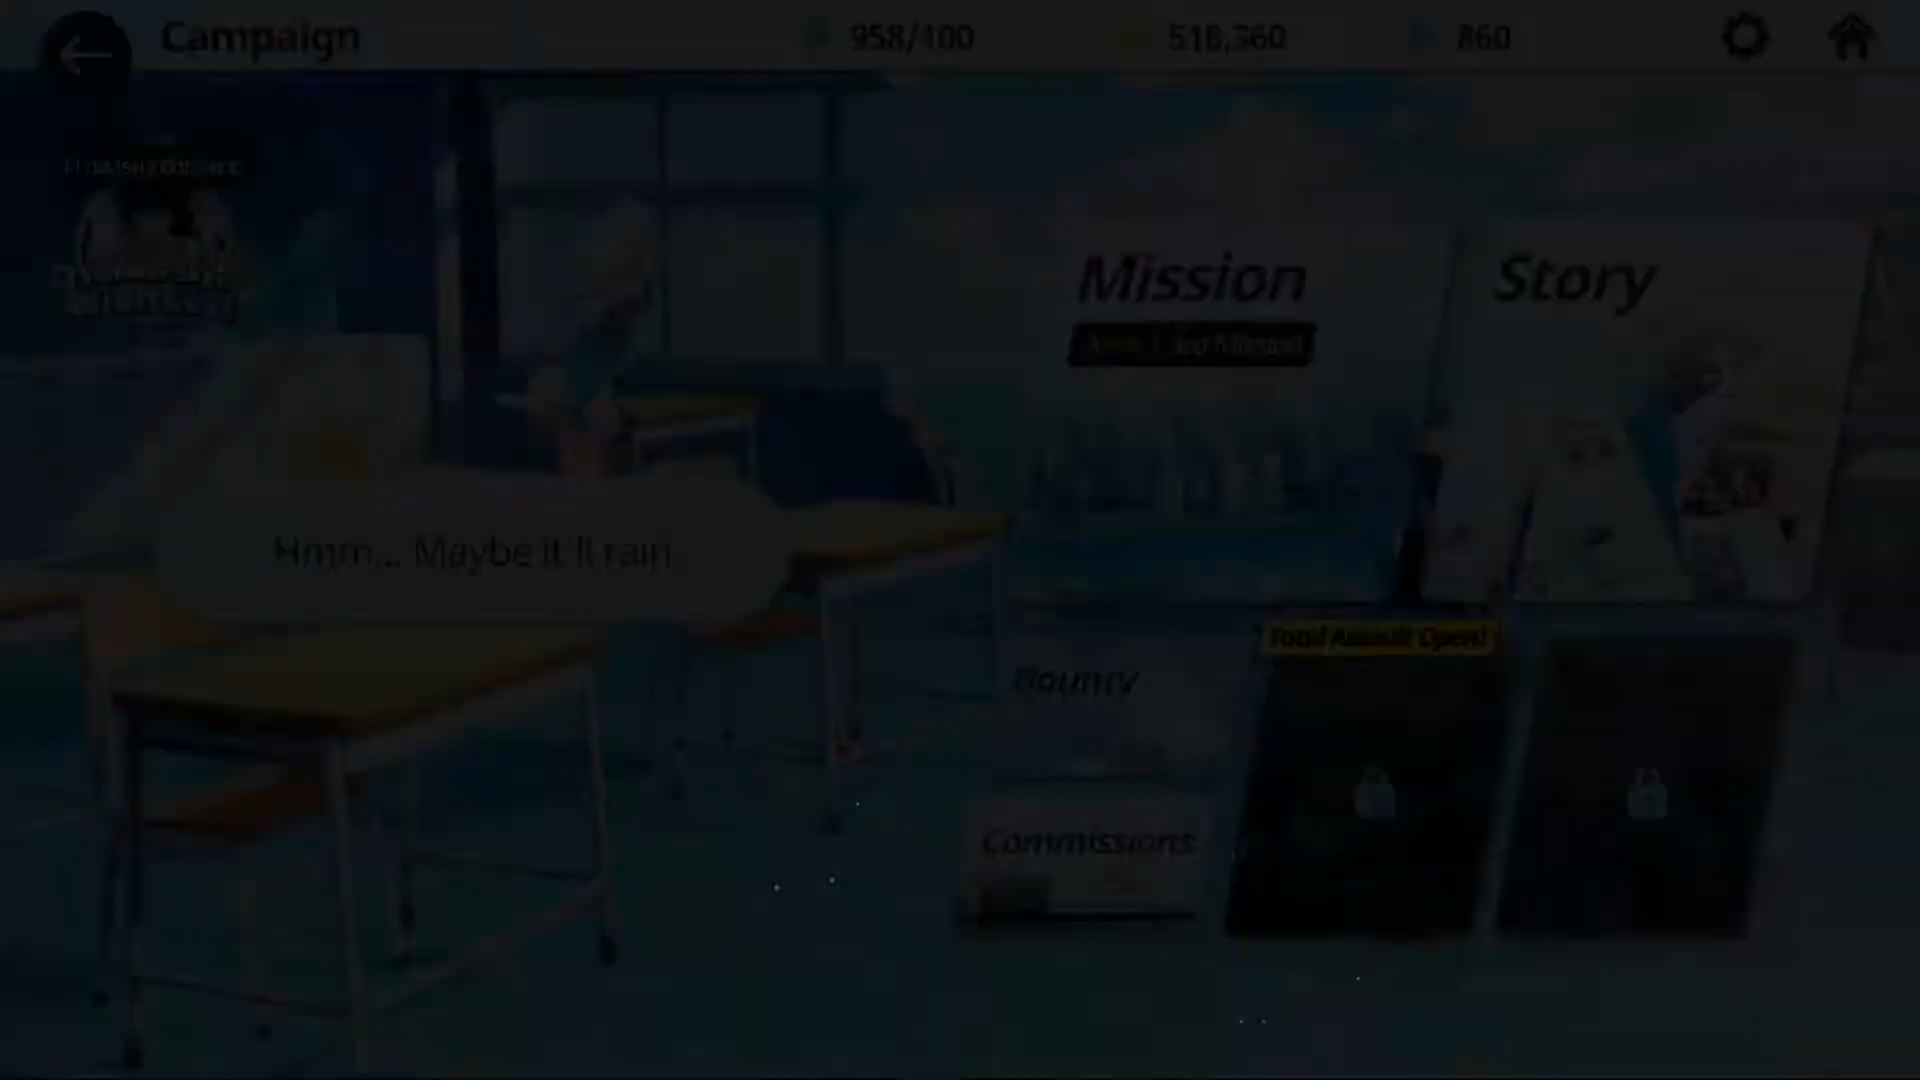 Campaign
958/100
518,360
860
Mission
Story
Hmm... Maybe it'll rain
Total Assault Open!
Bounty
Commissions